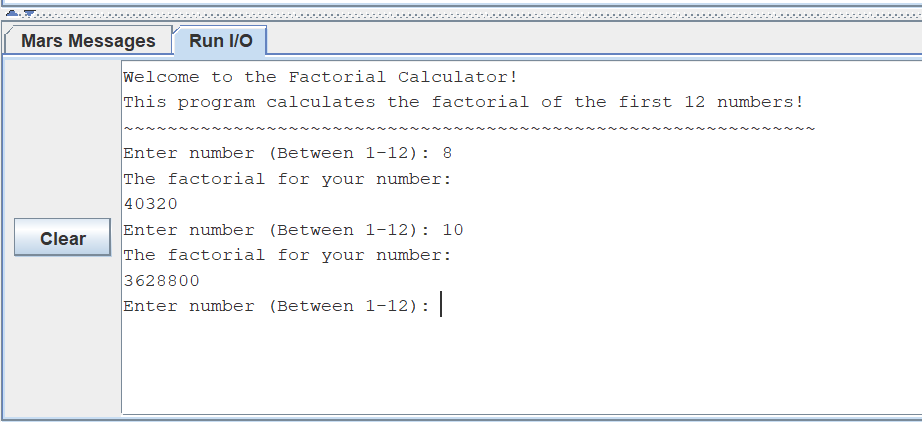 Mars Messages Run I/O
Welcome to the Factorial Calculator!
This program calculates the factorial of the first 12 numbers!
~~~~~~~~~~~~~~~~~~~~~~~~~~~~~~~~~~~~~~~~~~~~~~~~~~~~~~~~~~~~~~~
Enter number (Between 1-12): 8
The factorial for your number:
40320
Enter number (Between 1-12): 10
The factorial for your number:
3628800
Enter number (Between 1-12):
Clear